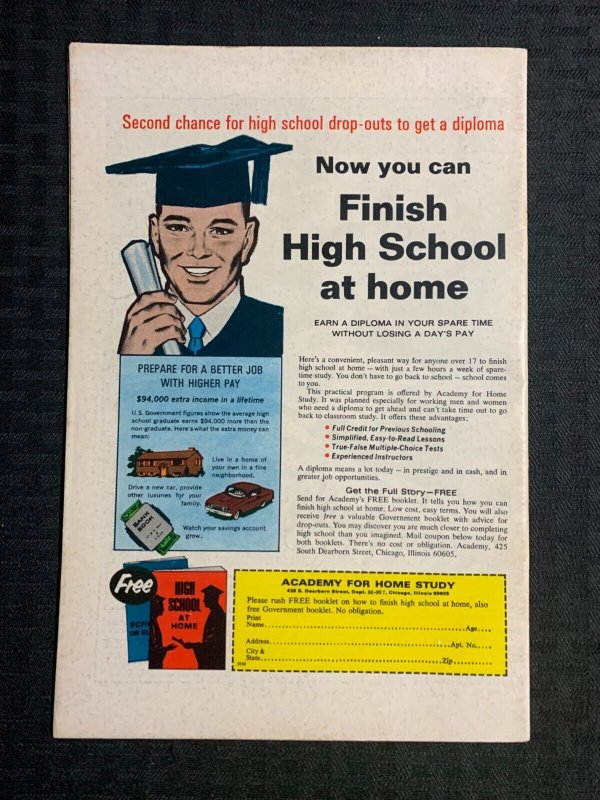 Second chance for high school drop-outs to get a diploma
Now you can
Finish
High School
at home
EARN A DIPLOMA IN YOUR SPARE TIME
WITHOUT LOSING A DAY'S PAY
Here's a convenient, pleasant way for anyone over 17 to finish
high school at home — with just a few hours a week of spare-
time study. You don't have to go back to school — school comes
to you.
This practical program is offered by Academy for Home
Study. It was planned especially for working men and women
who need a diploma to get ahead and can't take time out to go
back to classroom study. It offers these advantages:
• Full Credit for Previous Schooling
• Simplified, Easy-to-Read Lessons
• True-False Multiple-Choice Tests
• Experienced Instructors
A diploma means a lot today — in prestige and in cash, and in
greater job opportunities.
Get the Full Story—FREE
Send for Academy's FREE booklet. It tells you how you can
finish high school at home. Low cost, easy terms. You will also
receive free a valuable Government booklet with advice for
drop-outs. You may discover you are much closer to completing
high school than you imagined. Mail coupon below today for
both booklets. There's no cost or obligation. Academy, 425
South Dearborn Street, Chicago, Illinois 60605.
PREPARE FOR A BETTER JOB
WITH HIGHER PAY
$94,000 extra income in a lifetime
U.S. Government figures show the average high
school graduate earns $94,000 more than the
non-graduate. Here's what the extra money can
mean:
Live in a home of
your own in a fine
neighborhood.
Drive a new car, provide
other luxuries for your
family.
BANK
BOOK
Watch your savings account
grow.
Free
HIGH
SCHOOL
AT
HOME
SCH
OR EL
ACADEMY FOR HOME STUDY
425 S. Dearborn Street, Dept. 66-007, Chicago, Illinois 60605
Please rush FREE booklet on how to finish high school at home, also
free Government booklet. No obligation.
Print
Name Age
Address Apt. No.
City &
State Zip